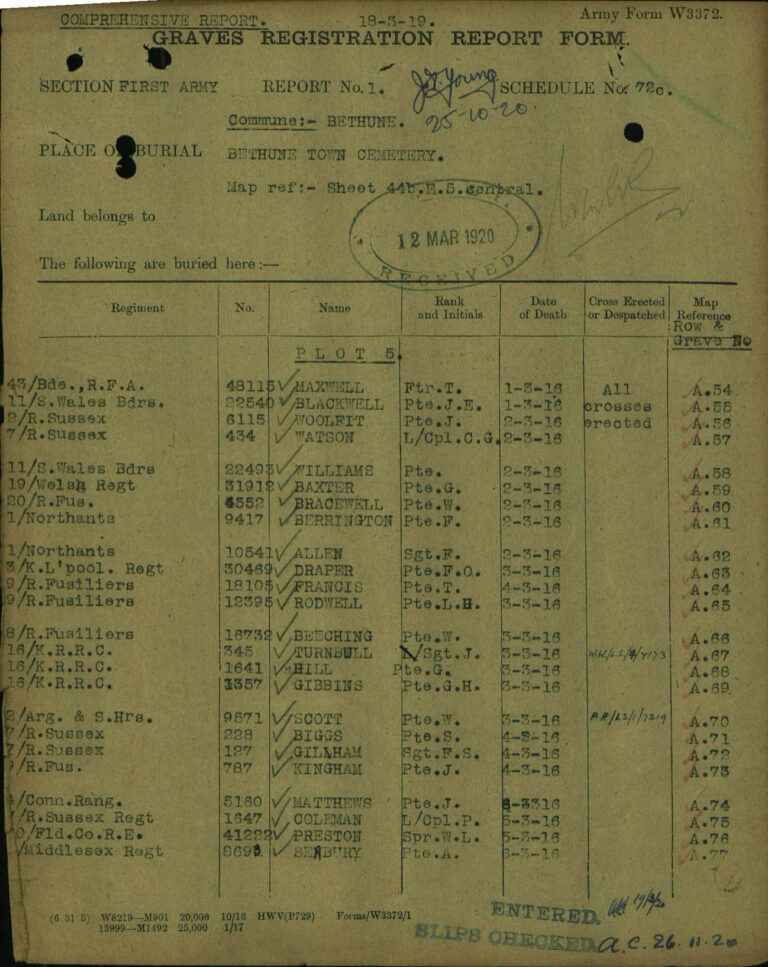 COMPREHENSIVE REPORT. 18-3-19. Army Form W3372.
GRAVES REGISTRATION REPORT FORM.
SECTION FIRST ARMY REPORT No. 1. SCHEDULE No. 72c.
J Young
25-10-20.
Commune:- BETHUNE.
PLACE OF BURIAL BETHUNE TOWN CEMETERY.
Map ref:- Sheet 44b.E.5.central.
Land belongs to
12 MAR 1920
RECEIVED
The following are buried here:—
Regiment No. Name Rank and Initials Date of Death Cross Erected or Despatched Map Reference Row & Grave No
PLOT 5.
43/Bde.,R.F.A. 48115 MAXWELL Ftr.T. 1-3-16 All A.54
11/S.Wales Bdrs. 22540 BLACKWELL Pte.J.E. 1-3-16 crosses A.55
2/R.Sussex 6115 WOOLFIT Pte.J. 2-3-16 erected A.56
7/R.Sussex 434 WATSON L/Cpl.C.G. 2-3-16 A.57
11/S.Wales Bdrs 22493 WILLIAMS Pte. 2-3-16 A.58
19/Welsh Regt 31912 BAXTER Pte.G. 2-3-16 A.59
20/R.Fus. 4552 BRACEWELL Pte.W. 2-3-16 A.60
1/Northants 9417 BERRINGTON Pte.F. 2-3-16 A.61
1/Northants 10541 ALLEN Sgt.F. 2-3-16 A.62
3/K.L'pool. Regt 30469 DRAPER Pte.F.O. 3-3-16 A.63
9/R.Fusiliers 18105 FRANCIS Pte.T. 4-3-16 A.64
9/R.Fusiliers 12395 RODWELL Pte.L.H. 3-3-16 A.65
8/R.Fusiliers 16732 BEECHING Pte.W. 3-3-16 A.66
16/K.R.R.C. 345 TURNBULL /Sgt.J. 3-3-16 A.67
16/K.R.R.C. 1641 HILL Pte.G. 3-3-16 A.68
16/K.R.R.C. 1357 GIBBINS Pte.G.H. 3-3-16 A.69
2/Arg. & S.Hrs. 9571 SCOTT Pte.W. 3-3-16 A.70
7/R.Sussex 228 BIGGS Pte.S. 4-3-16 A.71
7/R.Sussex 127 GILLHAM Sgt.F.S. 4-3-16 A.72
/R.Fus. 787 KINGHAM Pte.J. 4-3-16 A.73
/Conn.Rang. 5160 MATTHEWS Pte.J. A.74
/R.Sussex Regt 1647 COLEMAN L/Cpl.P. 5-3-16 A.75
0/Fld.Co.R.E. 41222 PRESTON Spr.W.L. 5-3-16 A.76
/Middlesex Regt SEABURY Pte.A. A.77
(6 31 5) W8219—M901 20,000 10/16 HWV(P729) Forms/W3372/1
13999—M1492 25,000 1/17
ENTERED.
SLIPS CHECKED. a.c. 26.11.20